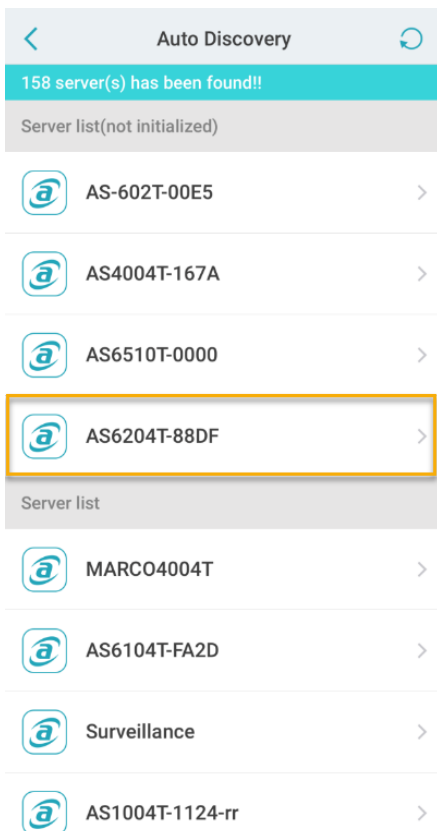 Auto Discovery
158 server(s) has been found!!
Server list(not initialized)
AS-602T-00E5
AS4004T-167A
AS6510T-0000
AS6204T-88DF
Server list
MARCO4004T
AS6104T-FA2D
Surveillance
AS1004T-1124-rr